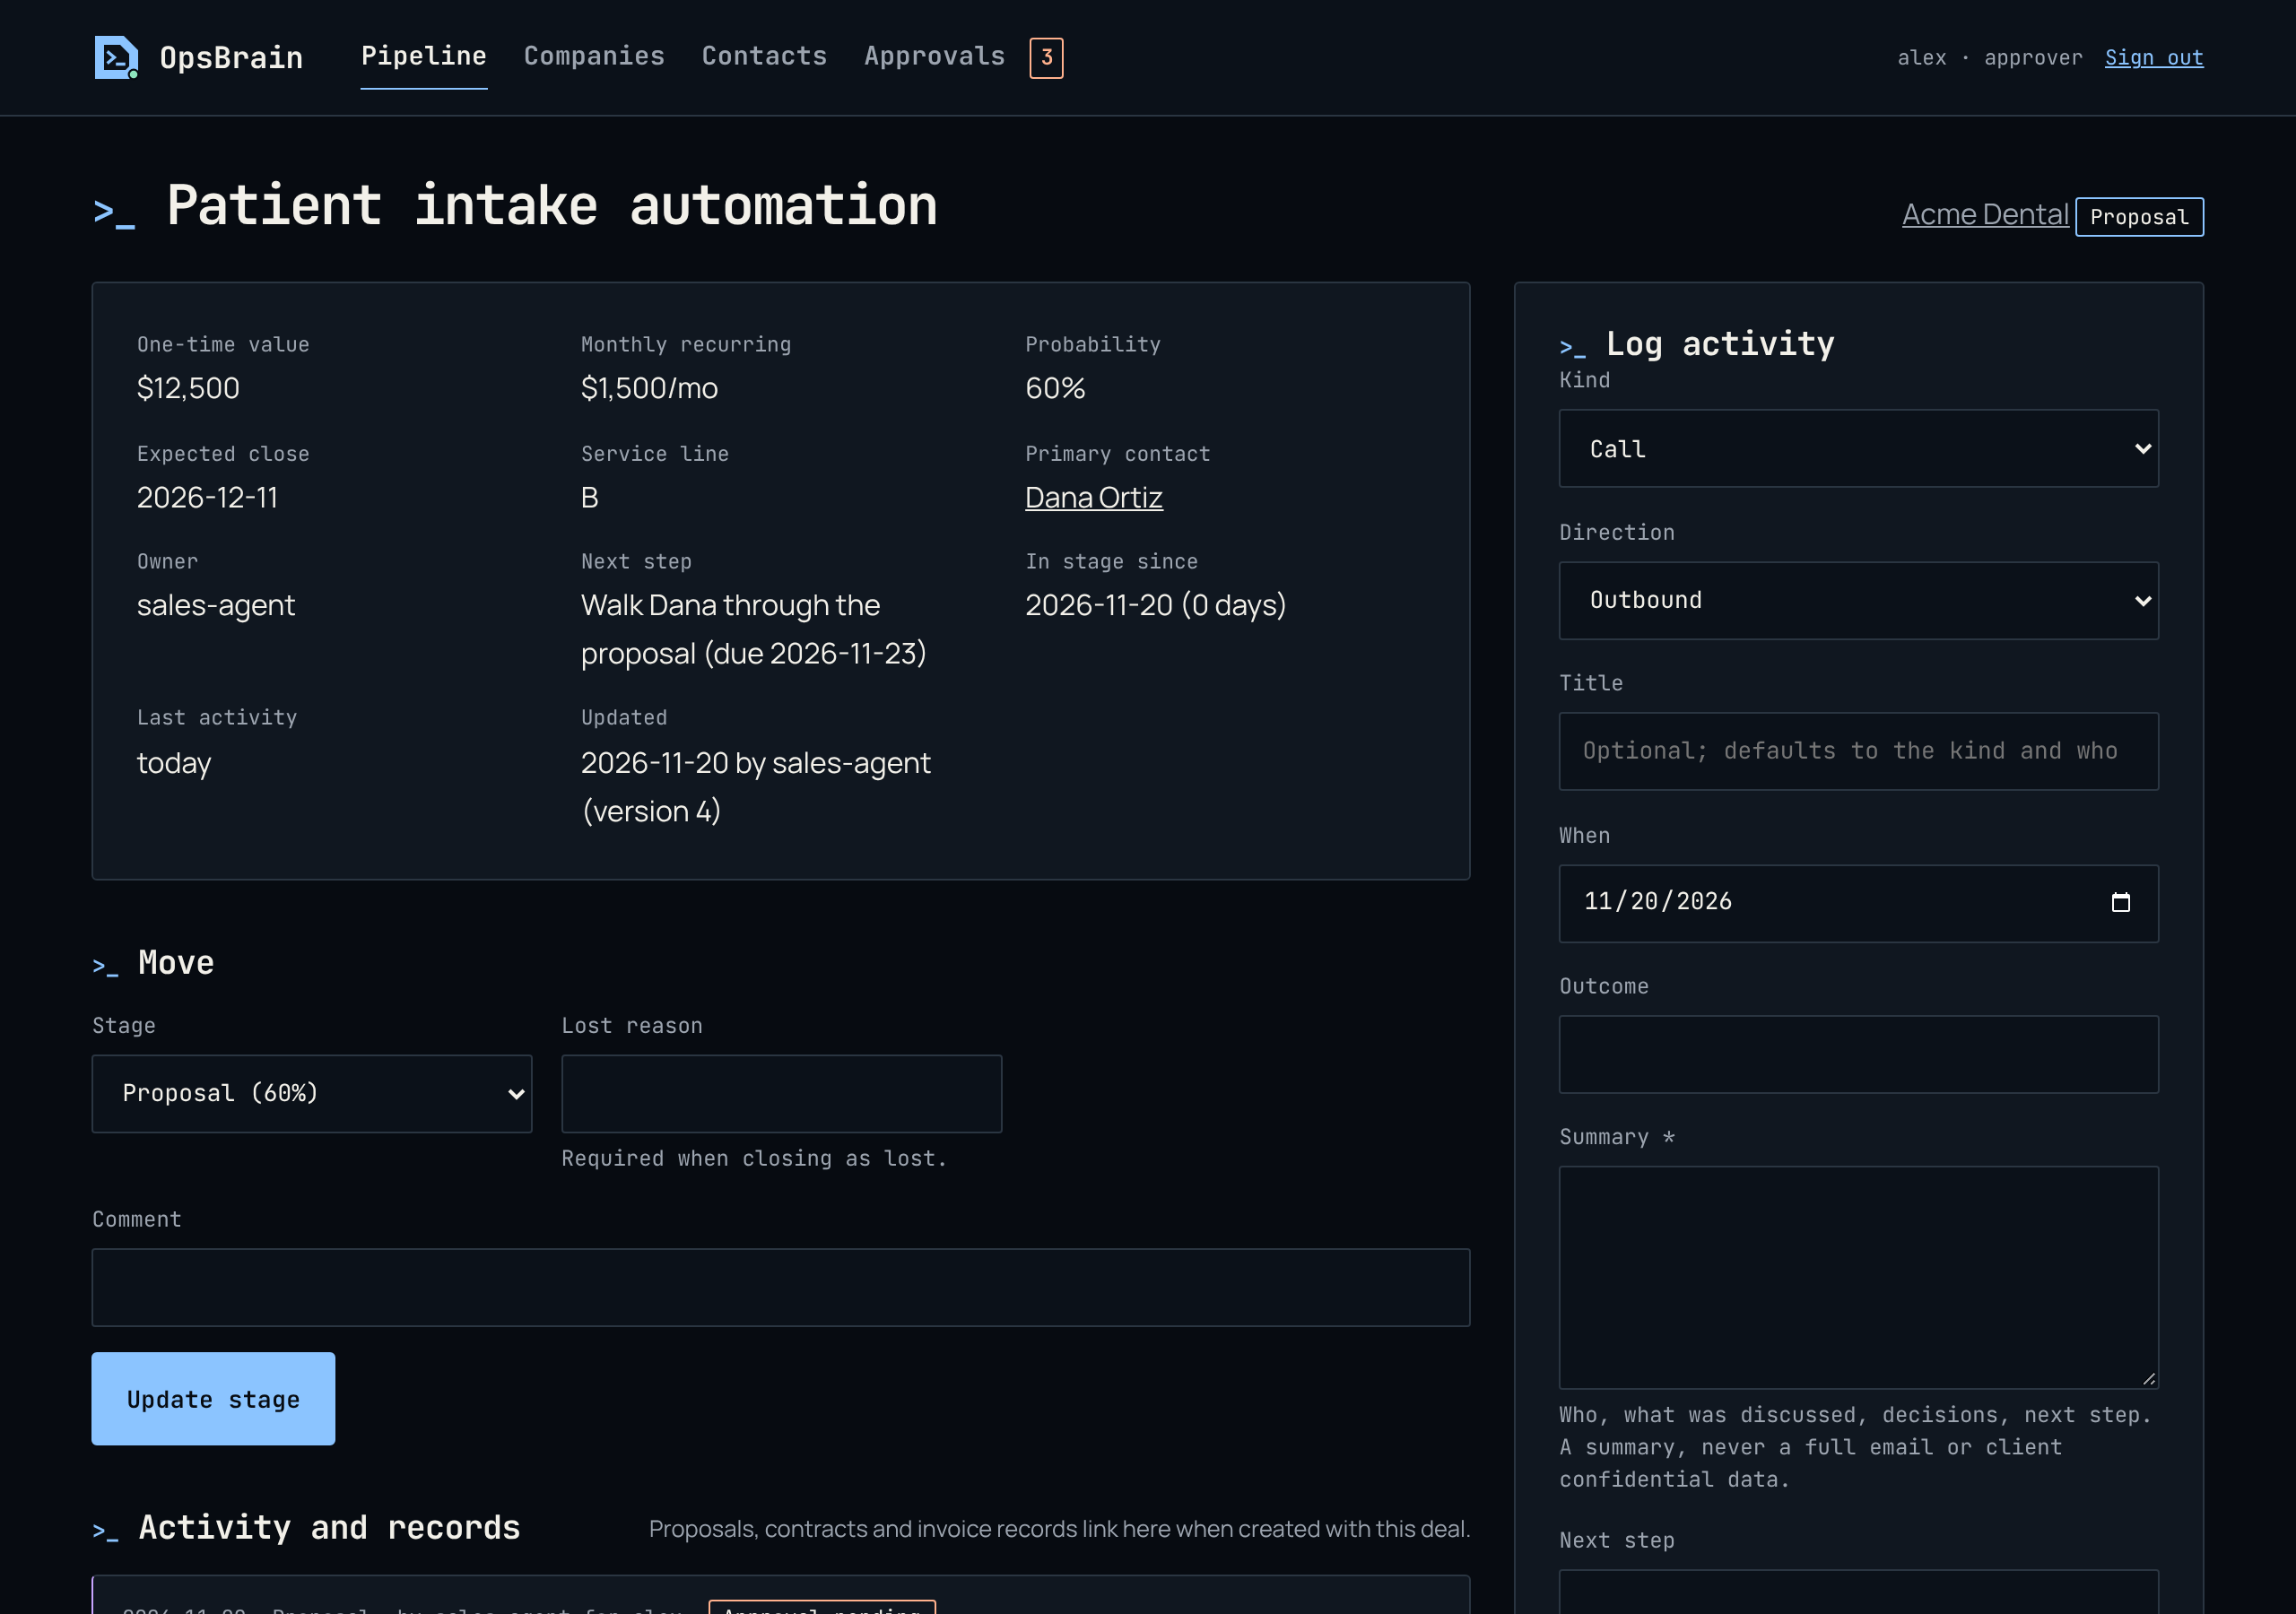 OpsBrain
Pipeline
Companies
Contacts
Approvals
3
alex · approver
Sign out
>_ Patient intake automation
Acme Dental
Proposal
One-time value
$12,500
Monthly recurring
$1,500/mo
Probability
60%
Expected close
2026-12-11
Service line
B
Primary contact
Dana Ortiz
Owner
sales-agent
Next step
Walk Dana through the
proposal (due 2026-11-23)
In stage since
2026-11-20 (0 days)
Last activity
today
Updated
2026-11-20 by sales-agent
(version 4)
>_ Move
Stage
Proposal (60%)
Lost reason
Required when closing as lost.
Comment
Update stage
>_ Activity and records
Proposals, contracts and invoice records link here when created with this deal.
>_ Log activity
Kind
Call
Direction
Outbound
Title
Optional; defaults to the kind and who
When
11/20/2026
Outcome
Summary *
Who, what was discussed, decisions, next step.
A summary, never a full email or client
confidential data.
Next step